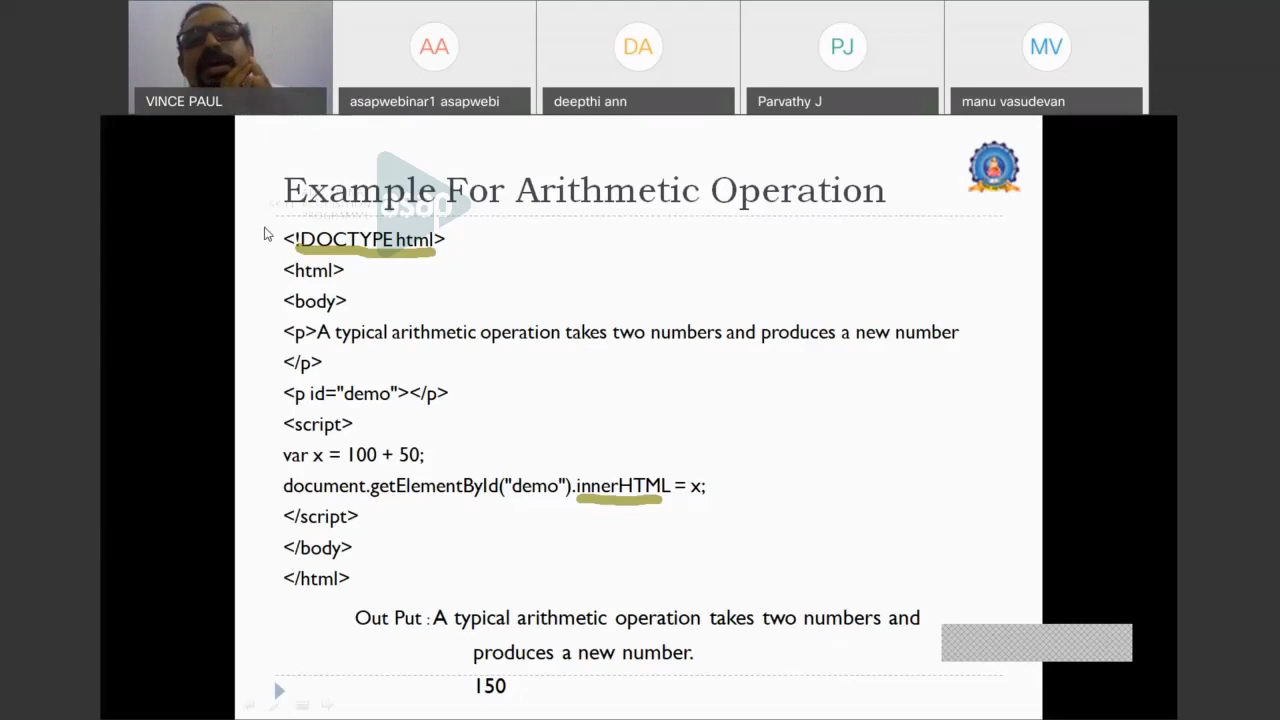 AA
DA
PJ
MV
VINCE PAUL
asapwebinar1 asapwebi
deepthi ann
Parvathy J
manu vasudevan
Example For Arithmetic Operation
asap
<!DOCTYPE html>
<html>
<body>
<p>A typical arithmetic operation takes two numbers and produces a new number
</p>
<p id="demo"></p>
<script>
var x = 100 + 50;
document.getElementById("demo").innerHTML = x;
</script>
</body>
</html>
Out Put : A typical arithmetic operation takes two numbers and
produces a new number.
150